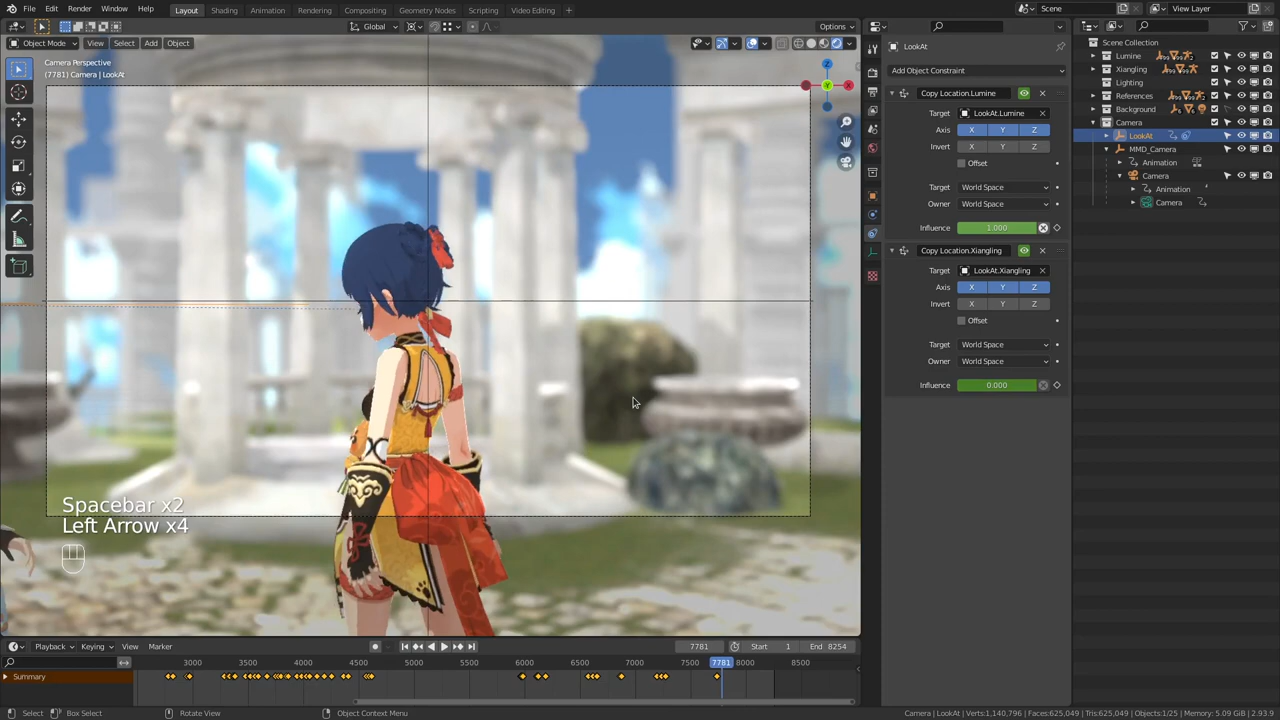 File Edit Render Window Help Layout Shading Animation Rendering Compositing Geometry Nodes Scripting Video Editing + Scene View Layer
Global Options
Object Mode View Select Add Object
Camera Perspective
(7781) Camera | LookAt
Spacebar x2
Left Arrow x4
LookAt
Add Object Constraint
Copy Location.Lumine
Target LookAt.Lumine
Axis X Y Z
Invert X Y Z
Offset
Target World Space
Owner World Space
Influence 1.000
Copy Location.Xiangling
Target LookAt.Xiangling
Axis X Y Z
Invert X Y Z
Offset
Target World Space
Owner World Space
Influence 0.000
Scene Collection
Lumine
Xiangling
Lighting
References
Background
Camera
LookAt
MMD_Camera
Animation
Camera
Animation
Camera
Playback Keying View Marker 7781 Start 1 End 8254
3000 3500 4000 4500 5000 5500 6000 6500 7000 7500 7781 8000 8500
Summary
Select Box Select Rotate View Object Context Menu Camera | LookAt | Verts:1,140,796 | Faces:625,049 | Tris:625,049 | Objects:1/25 | Memory: 5.09 GiB | 2.93.9